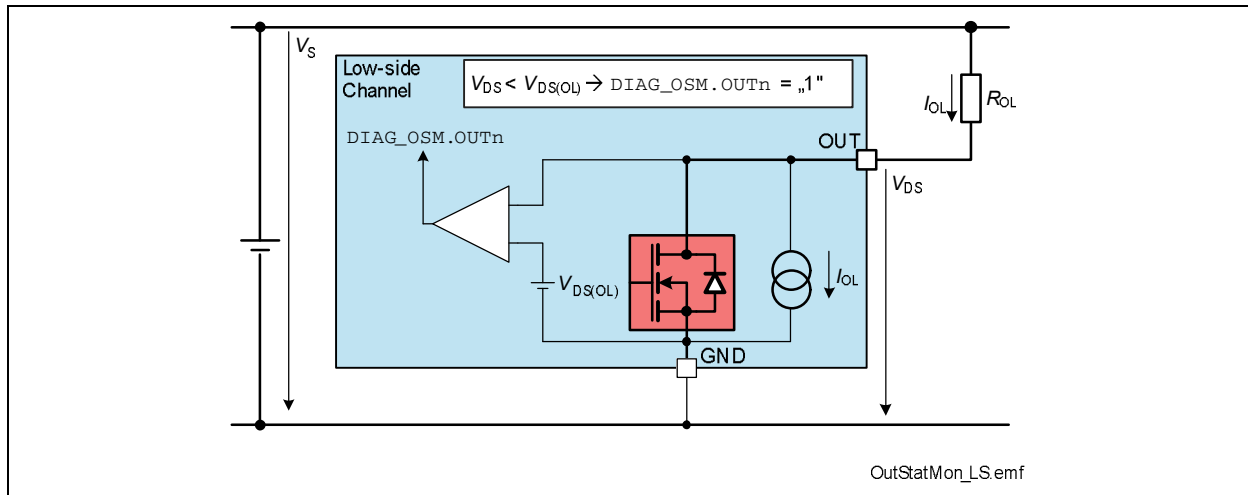 VS
Low-side
Channel
VDS < VDS(OL) → DIAG_OSM.OUTn = „1"
DIAG_OSM.OUTn
OUT
IOL
ROL
VDS
VDS(OL)
IOL
GND
OutStatMon_LS.emf